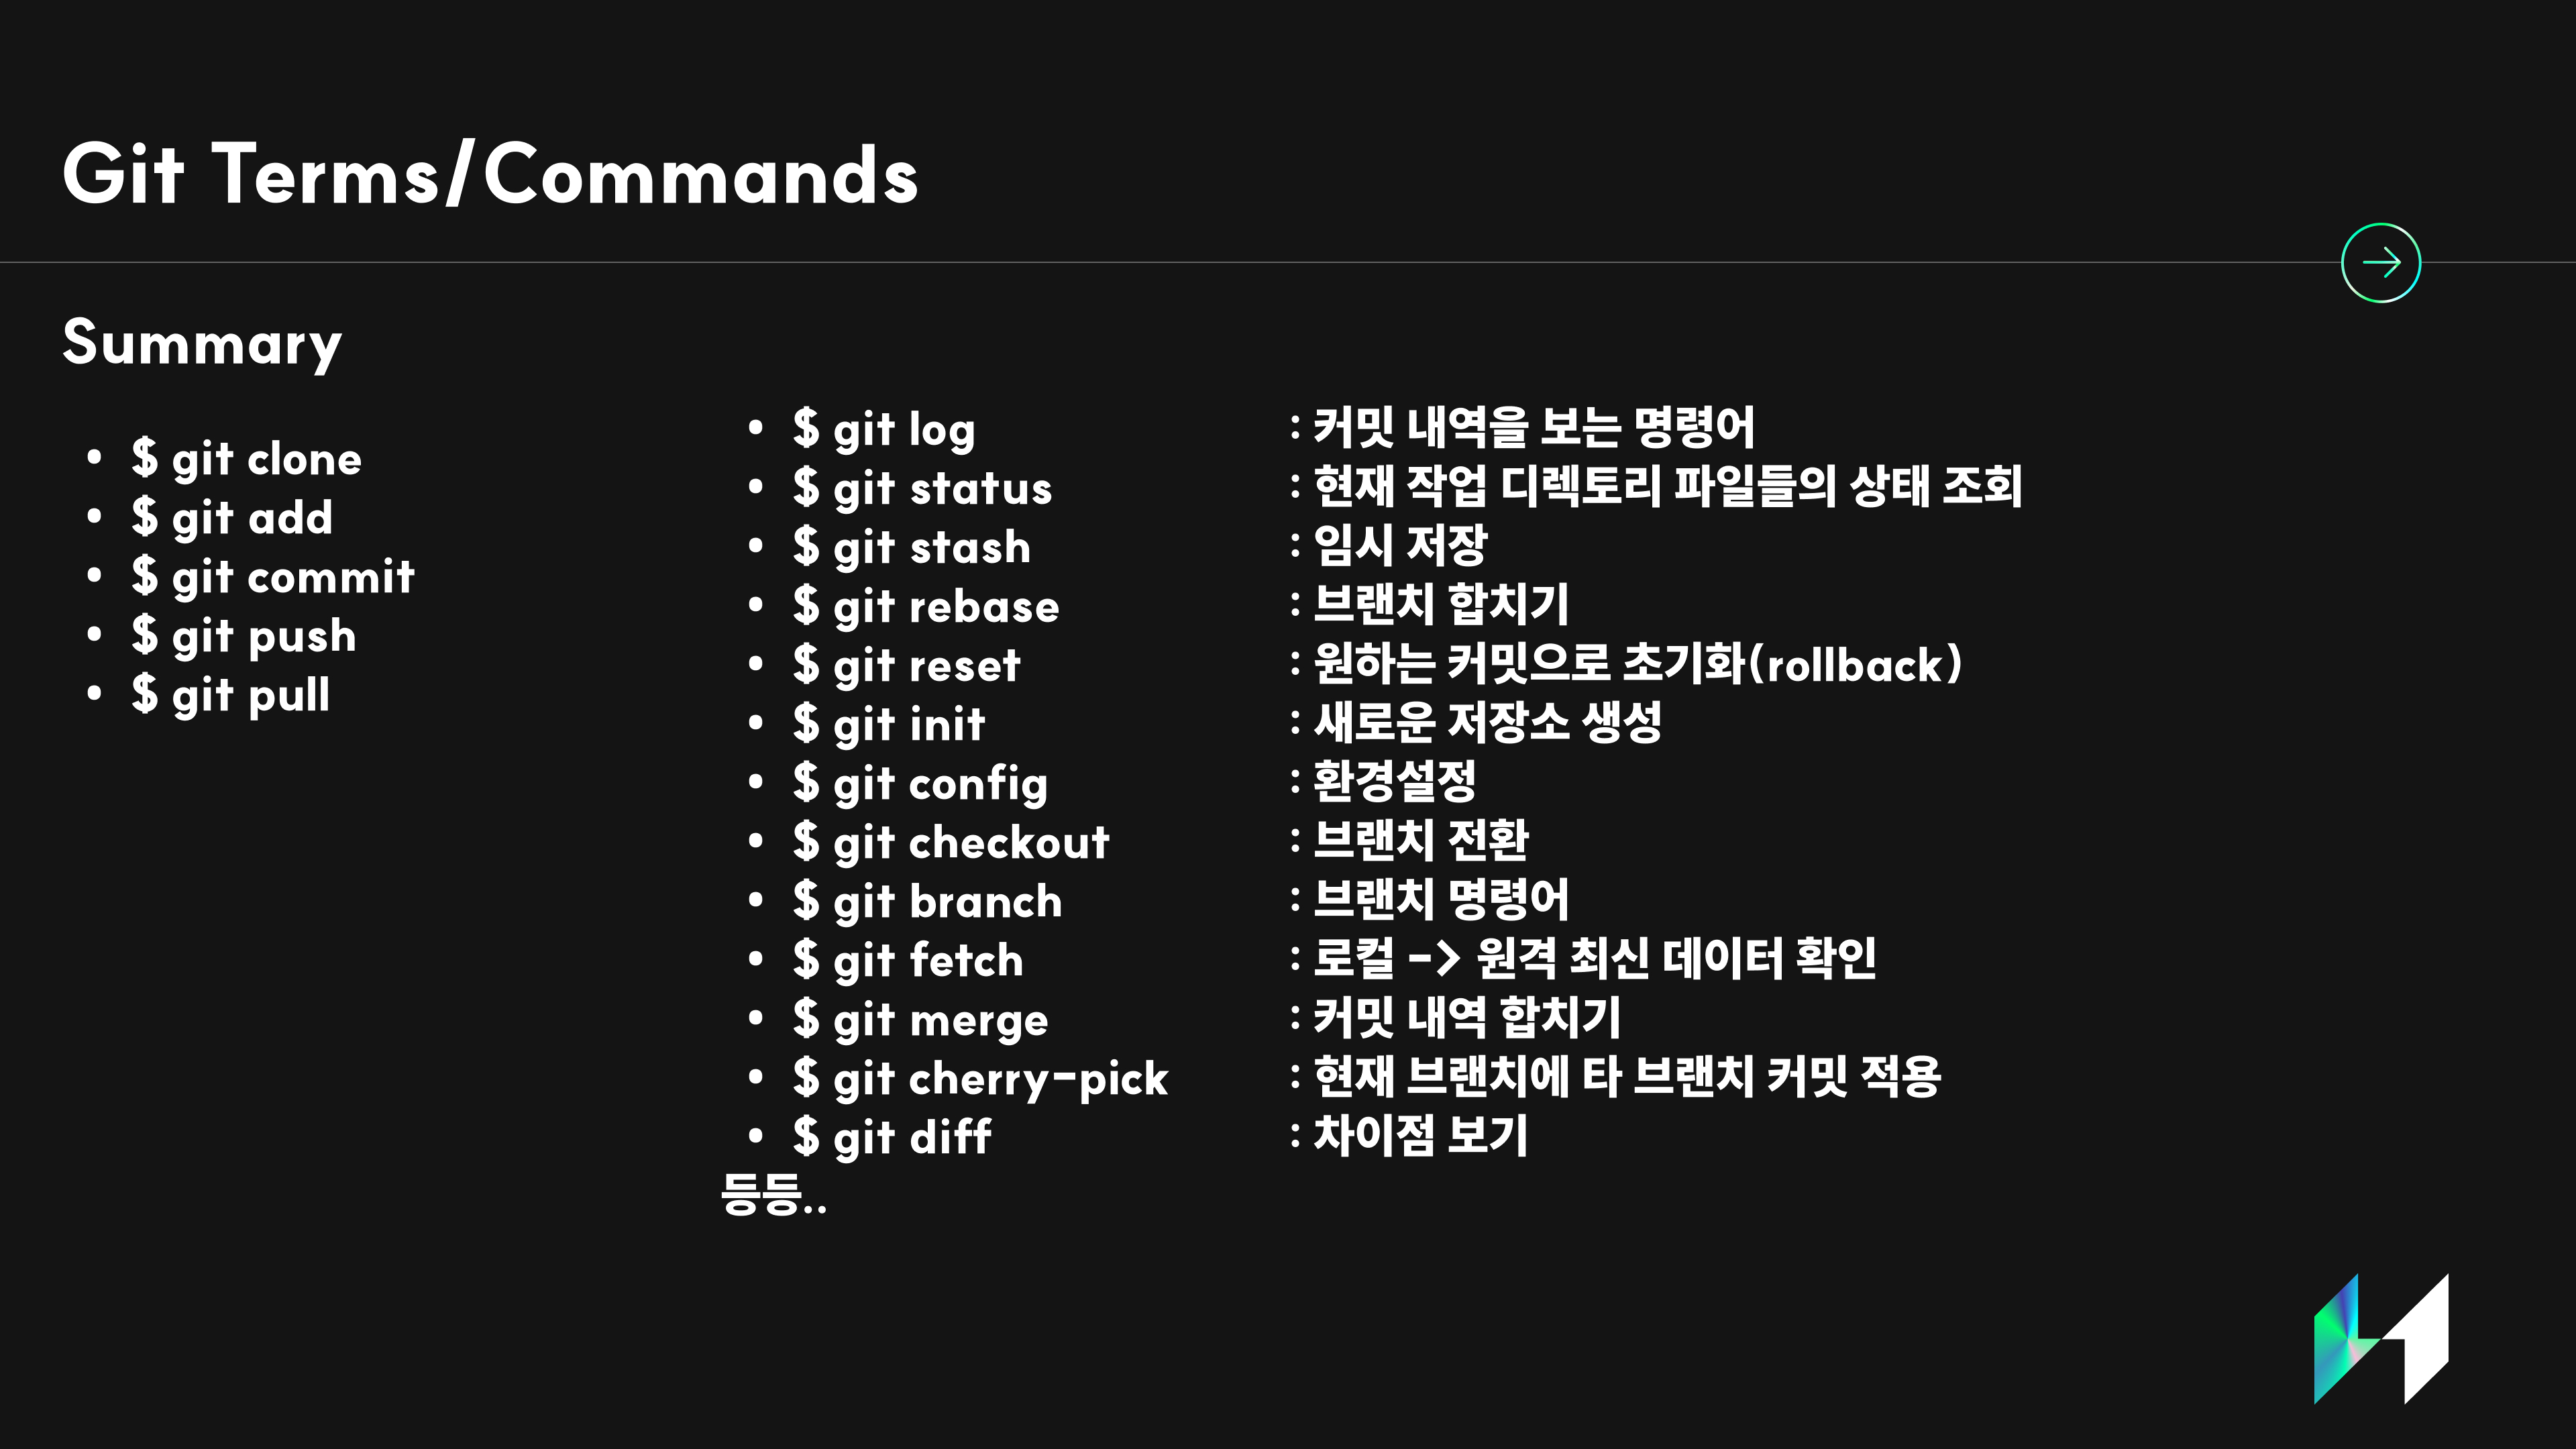 Git Terms/Commands
Summary
• $ git clone
• $ git add
• $ git commit
• $ git push
• $ git pull
• $ git log : 커밋 내역을 보는 명령어
• $ git status : 현재 작업 디렉토리 파일들의 상태 조회
• $ git stash : 임시 저장
• $ git rebase : 브랜치 합치기
• $ git reset : 원하는 커밋으로 초기화(rollback)
• $ git init : 새로운 저장소 생성
• $ git config : 환경설정
• $ git checkout : 브랜치 전환
• $ git branch : 브랜치 명령어
• $ git fetch : 로컬 -> 원격 최신 데이터 확인
• $ git merge : 커밋 내역 합치기
• $ git cherry-pick : 현재 브랜치에 타 브랜치 커밋 적용
• $ git diff : 차이점 보기
등등..